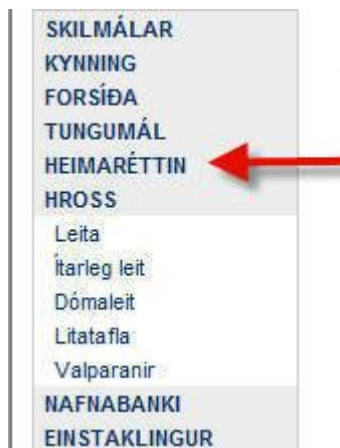 SKILMÁLAR
KYNNING
FORSÍÐA
TUNGUMÁL
HEIMARÉTTIN
HROSS
Leita
Ítarleg leit
Dómaleit
Litatafla
Valparanir
NAFNABANKI
EINSTAKLINGUR